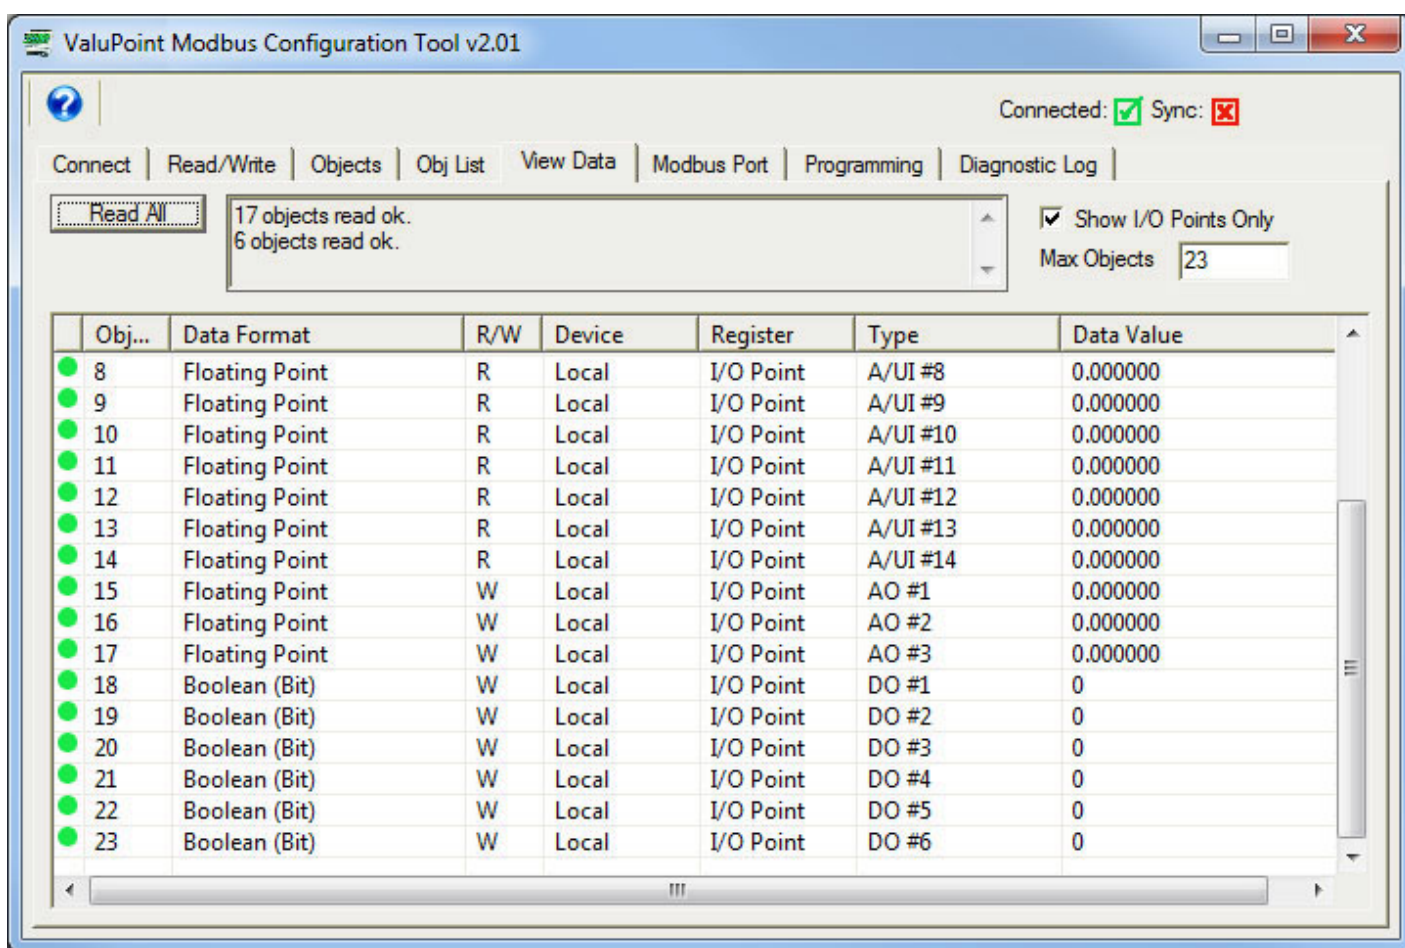 ValuPoint Modbus Configuration Tool v2.01
Connected: Sync:
Connect Read/Write Objects Obj List View Data Modbus Port Programming Diagnostic Log
Read All
17 objects read ok.
6 objects read ok.
Show I/O Points Only
Max Objects 23
Obj... Data Format R/W Device Register Type Data Value
8 Floating Point R Local I/O Point A/UI #8 0.000000
9 Floating Point R Local I/O Point A/UI #9 0.000000
10 Floating Point R Local I/O Point A/UI #10 0.000000
11 Floating Point R Local I/O Point A/UI #11 0.000000
12 Floating Point R Local I/O Point A/UI #12 0.000000
13 Floating Point R Local I/O Point A/UI #13 0.000000
14 Floating Point R Local I/O Point A/UI #14 0.000000
15 Floating Point W Local I/O Point AO #1 0.000000
16 Floating Point W Local I/O Point AO #2 0.000000
17 Floating Point W Local I/O Point AO #3 0.000000
18 Boolean (Bit) W Local I/O Point DO #1 0
19 Boolean (Bit) W Local I/O Point DO #2 0
20 Boolean (Bit) W Local I/O Point DO #3 0
21 Boolean (Bit) W Local I/O Point DO #4 0
22 Boolean (Bit) W Local I/O Point DO #5 0
23 Boolean (Bit) W Local I/O Point DO #6 0